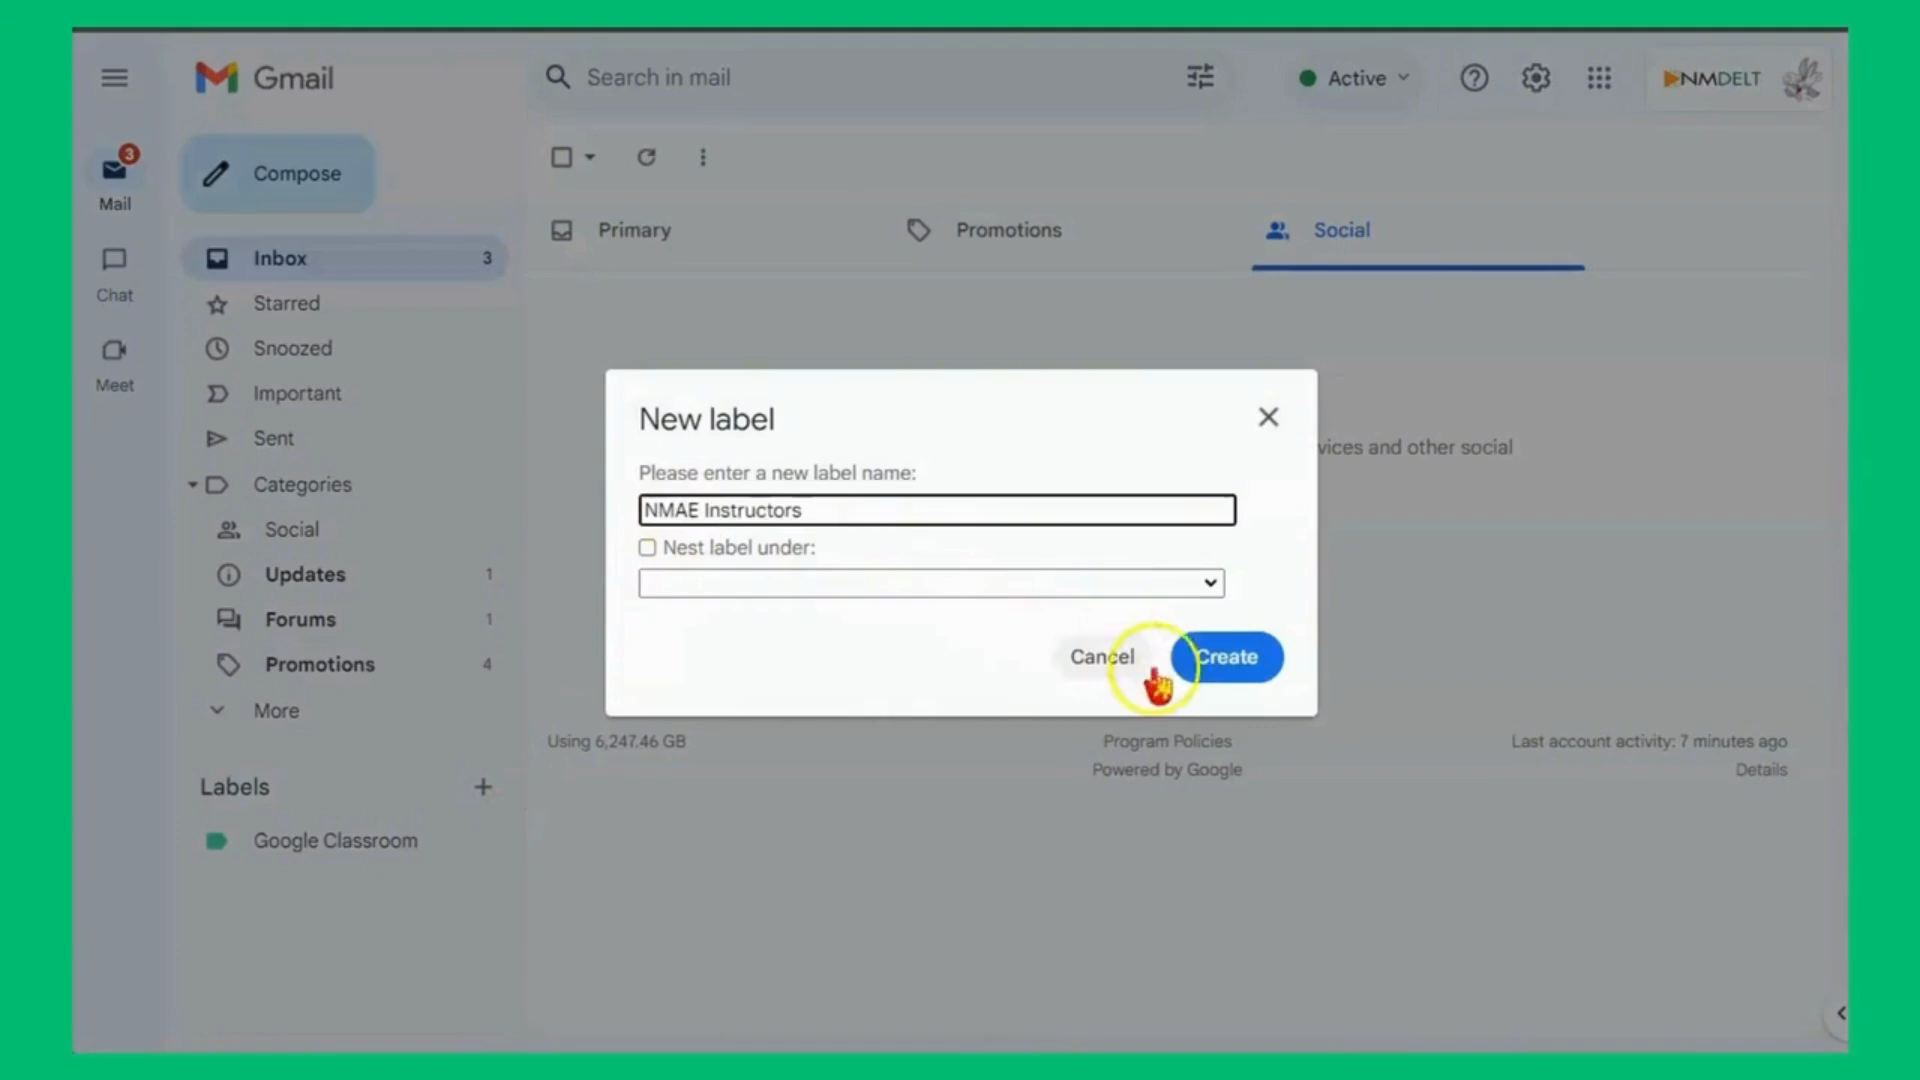 Gmail
Search in mail
Active
NMDELT
3
Mail
Compose
Chat
Meet
Inbox 3
Starred
Snoozed
Important
Sent
Categories
Social
Updates 1
Forums 1
Promotions 4
More
Labels
Google Classroom
Primary
Promotions
Social
vices and other social
New label
Please enter a new label name:
NMAE Instructors
Nest label under:
Cancel
Create
Using 6,247.46 GB
Program Policies
Powered by Google
Last account activity: 7 minutes ago
Details